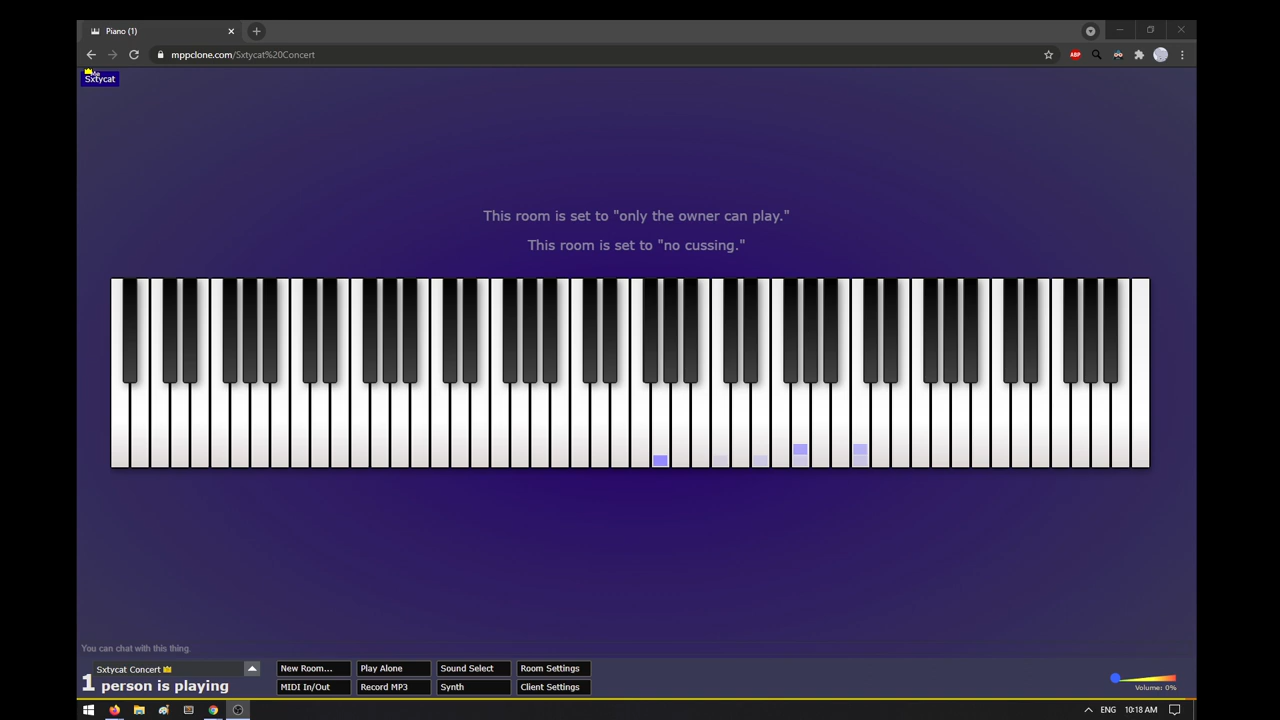 Piano (1)
mppclone.com/Sxtycat%20Concert
ABP
Me
Sxtycat
This room is set to "only the owner can play."
This room is set to "no cussing."
You can chat with this thing.
Sxtycat Concert
1 person is playing
New Room...
Play Alone
Sound Select
Room Settings
MIDI In/Out
Record MP3
Synth
Client Settings
Volume: 0%
ENG
10:18 AM